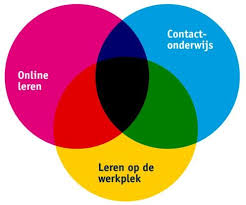 Online
leren
Contact-
onderwijs
Leren op de
werkplek